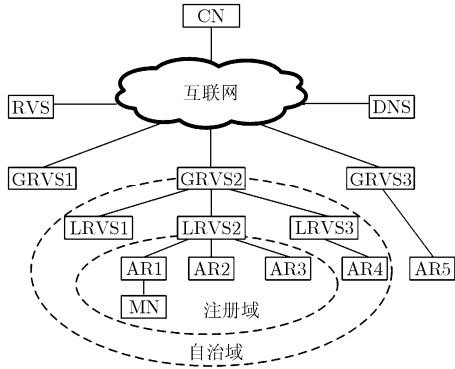 CN
互联网
RVS
DNS
GRVS1
GRVS2
GRVS3
LRVS1
LRVS2
LRVS3
AR1
AR2
AR3
AR4
AR5
MN
注册域
自治域